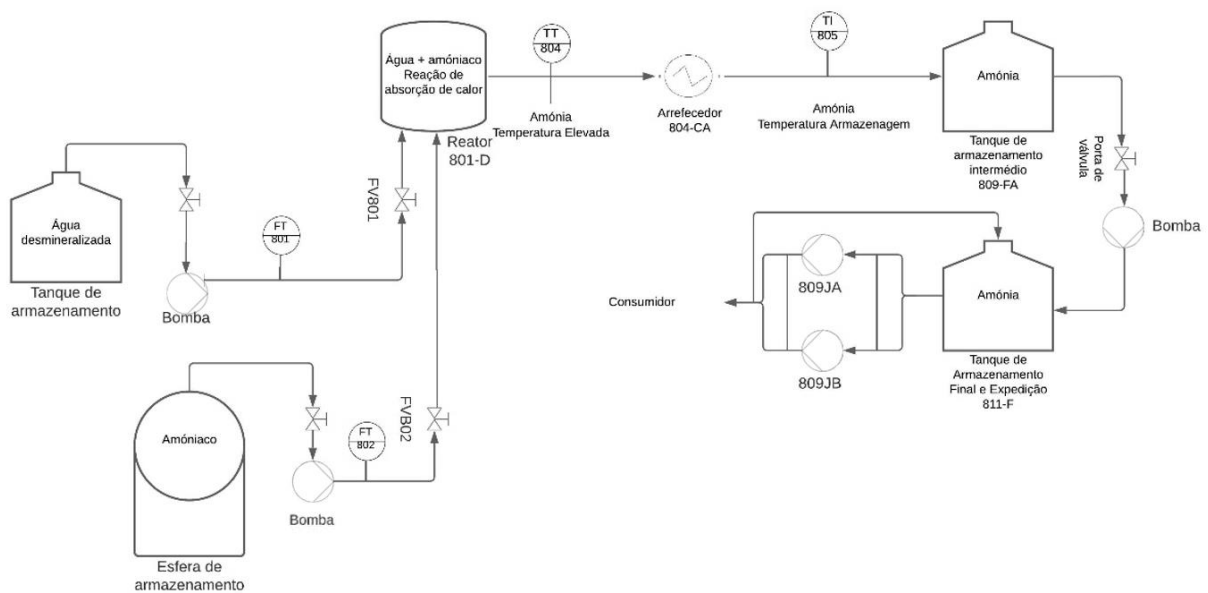 TT
804
TI
805
Água + amóniaco
Reação de
absorção de calor
Reator
801-D
Amónia
Temperatura Elevada
Arrefecedor
804-CA
Amónia
Temperatura Armazenagem
Amónia
Tanque de
armazenamento
intermédio
809-FA
Porta de
válvula
Bomba
Água
desmineralizada
Tanque de
armazenamento
Bomba
FT
801
FV801
Amóniaco
Esfera de
armazenamento
Bomba
FT
802
FVB02
Consumidor
809JA
809JB
Amónia
Tanque de
Armazenamento
Final e Expedição
811-F